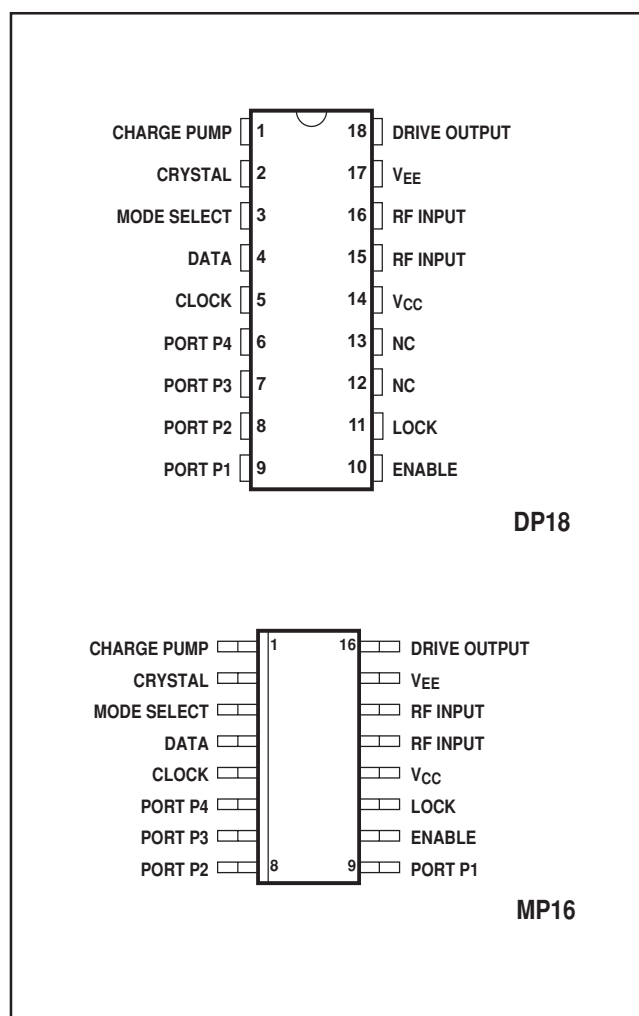 CHARGE PUMP 1 18 DRIVE OUTPUT
CRYSTAL 2 17 VEE
MODE SELECT 3 16 RF INPUT
DATA 4 15 RF INPUT
CLOCK 5 14 VCC
PORT P4 6 13 NC
PORT P3 7 12 NC
PORT P2 8 11 LOCK
PORT P1 9 10 ENABLE
DP18
CHARGE PUMP 1 16 DRIVE OUTPUT
CRYSTAL VEE
MODE SELECT RF INPUT
DATA RF INPUT
CLOCK VCC
PORT P4 LOCK
PORT P3 ENABLE
PORT P2 8 9 PORT P1
MP16